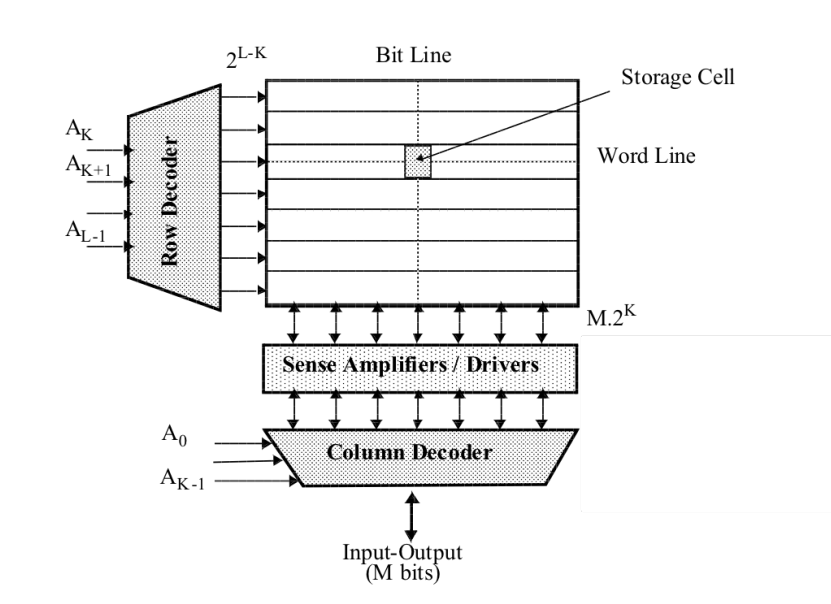 2^{L-K}
Bit Line
Storage Cell
A_K
A_{K+1}
A_{L-1}
Row Decoder
Word Line
M.2^K
Sense Amplifiers / Drivers
A_0
A_{K-1}
Column Decoder
Input-Output
(M bits)